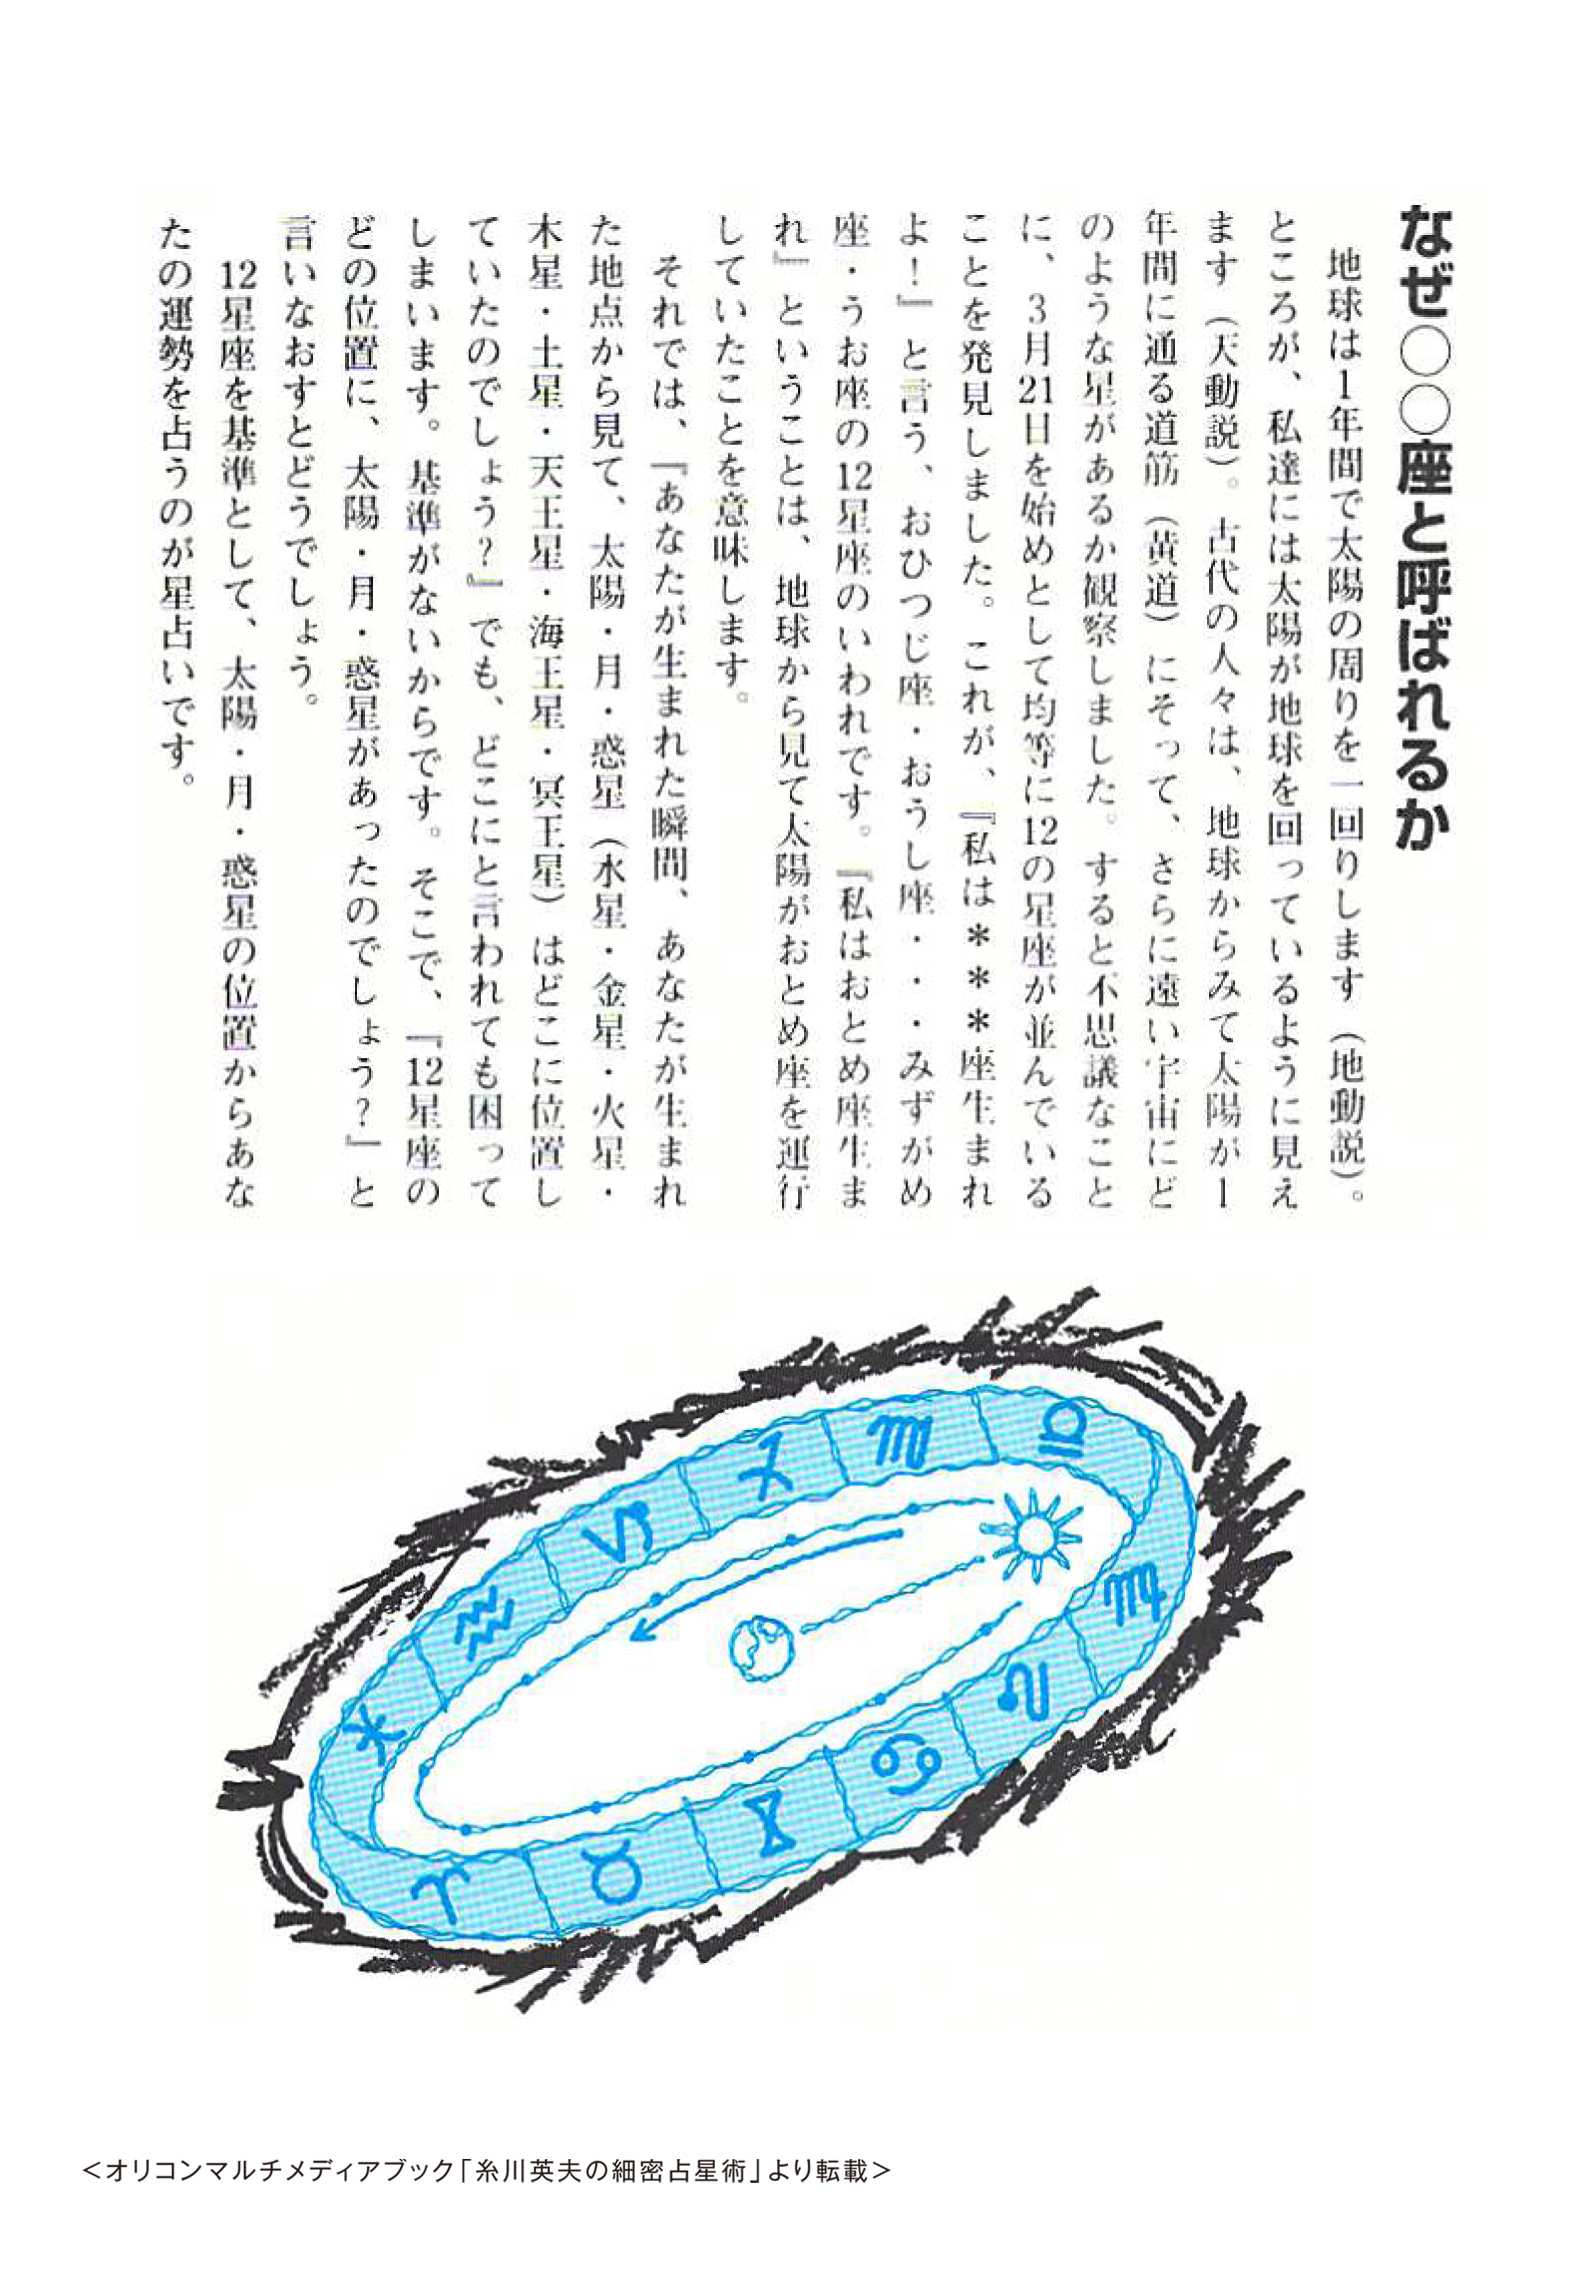 なぜ○○座と呼ばれるか
地球は1年間で太陽の周りを一回りします（地動説）。
ところが、私達には太陽が地球を回っているように見え
ます（天動説）。古代の人々は、地球からみて太陽が1
年間に通る道筋（黄道）にそって、さらに遠い宇宙にど
のような星があるか観察しました。すると不思議なこと
に、3月21日を始めとして均等に12の星座が並んでいる
ことを発見しました。これが、『私は＊＊＊座生まれ
よ！』と言う、おひつじ座・おうし座・・・みずがめ
座・うお座の12星座のいわれです。『私はおとめ座生ま
れ』ということは、地球から見て太陽がおとめ座を運行
していたことを意味します。
それでは、『あなたが生まれた瞬間、あなたが生まれ
た地点から見て、太陽・月・惑星（水星・金星・火星・
木星・土星・天王星・海王星・冥王星）はどこに位置し
ていたのでしょう？』でも、どこにと言われても困って
しまいます。基準がないからです。そこで、『12星座の
どの位置に、太陽・月・惑星があったのでしょう？』と
言いなおすとどうでしょう。
12星座を基準として、太陽・月・惑星の位置からあな
たの運勢を占うのが星占いです。
♎
♏
♐
♑
♒
♓
♈
♉
♊
♋
♌
♍
＜オリコンマルチメディアブック「糸川英夫の細密占星術」より転載＞